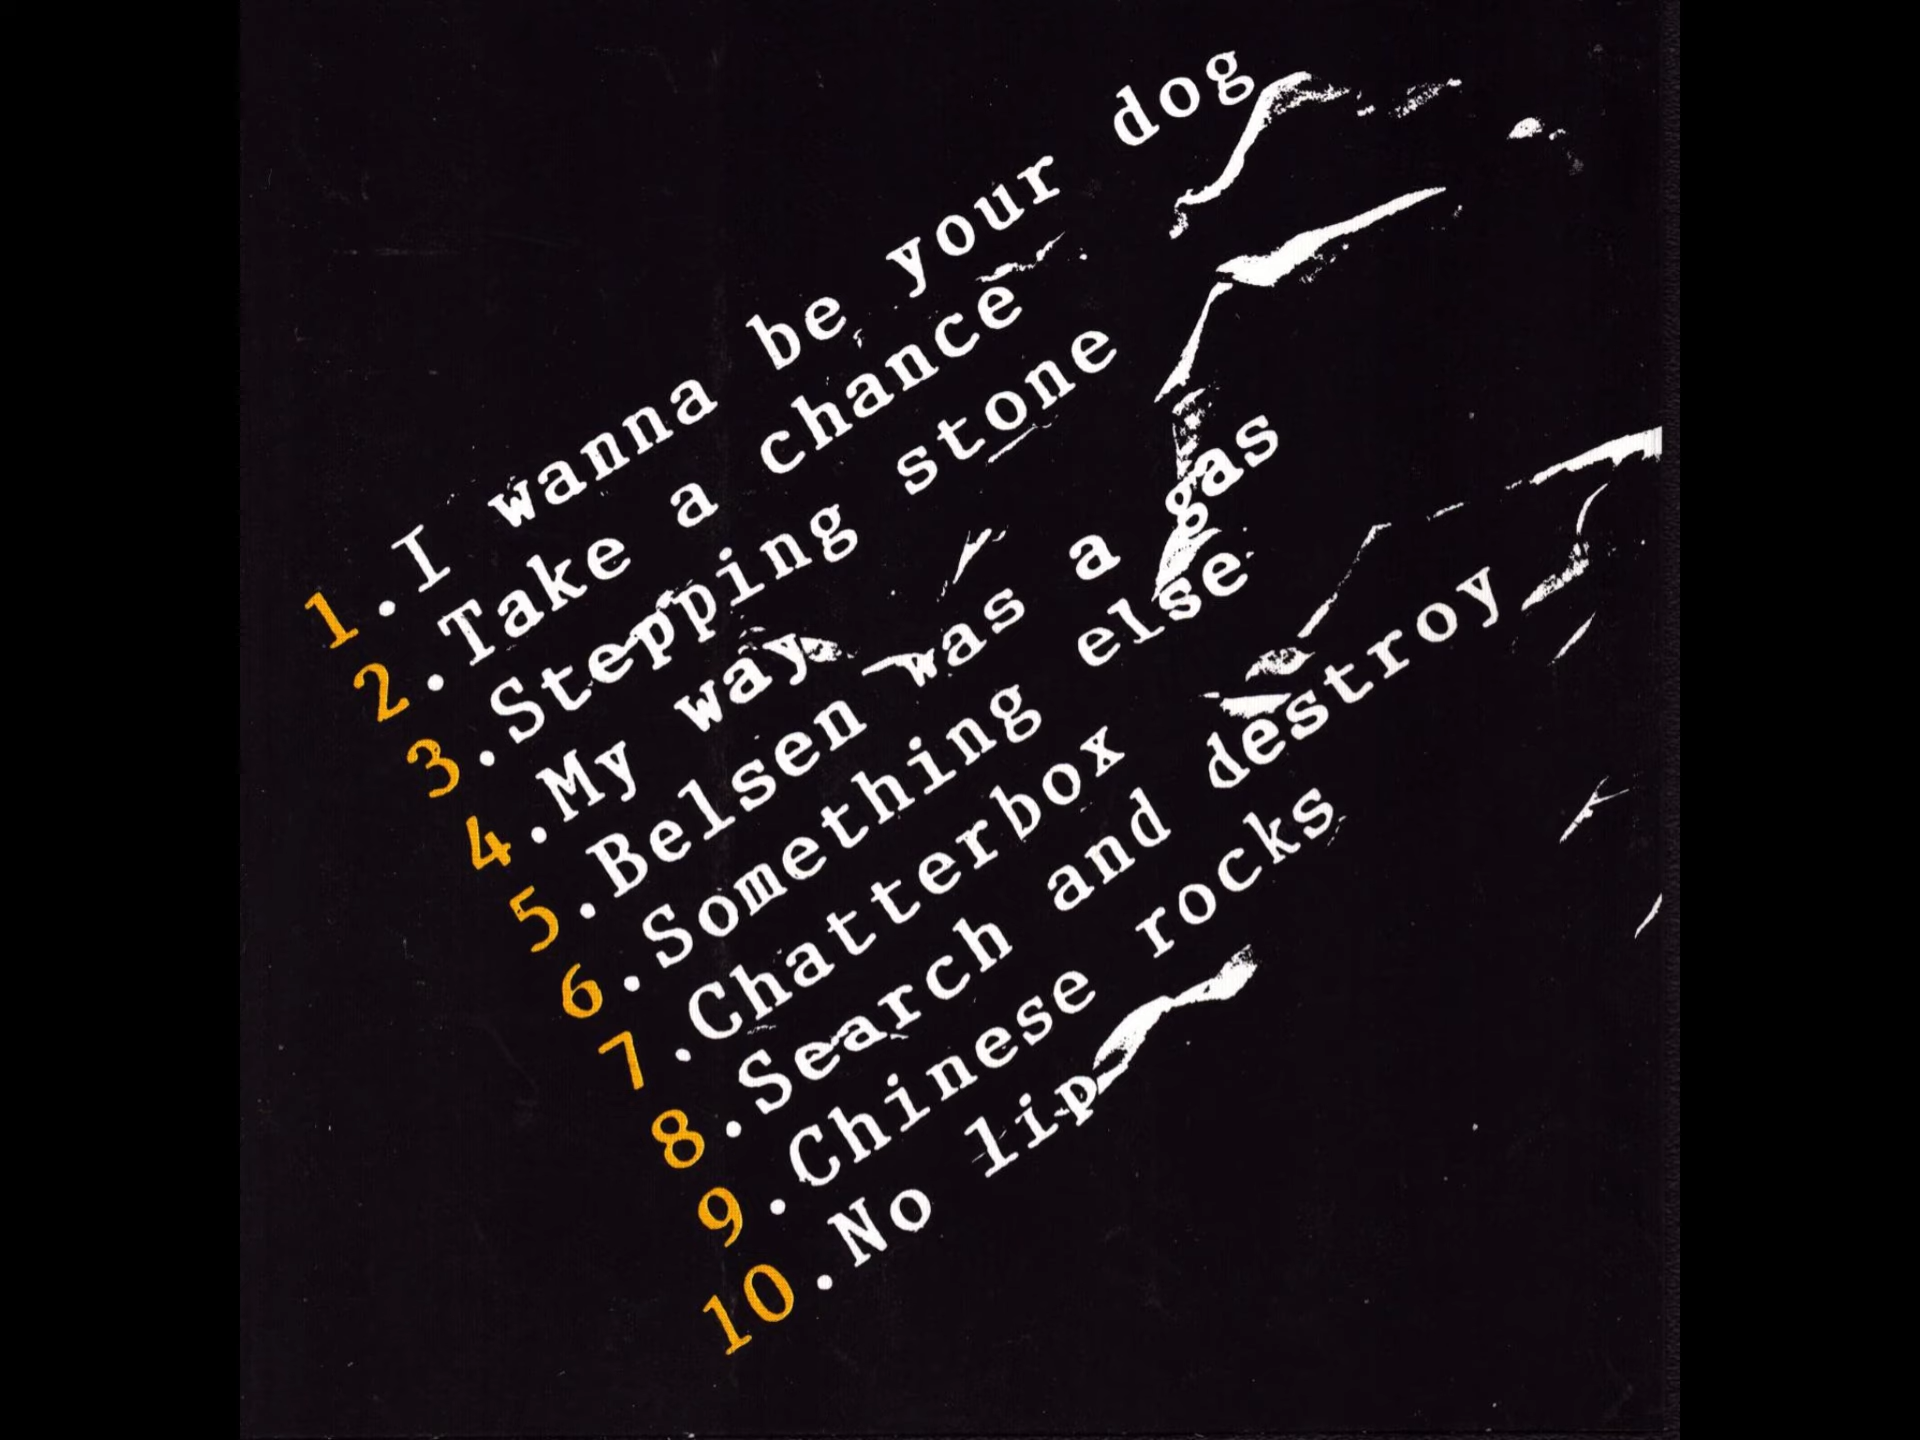 1.I wanna be your dog
2.Take a chance
3.Stepping stone
4.My way
5.Belsen was a gas
6.Something else
7.Chatterbox
8.Search and destroy
9.Chinese rocks
10.No lip